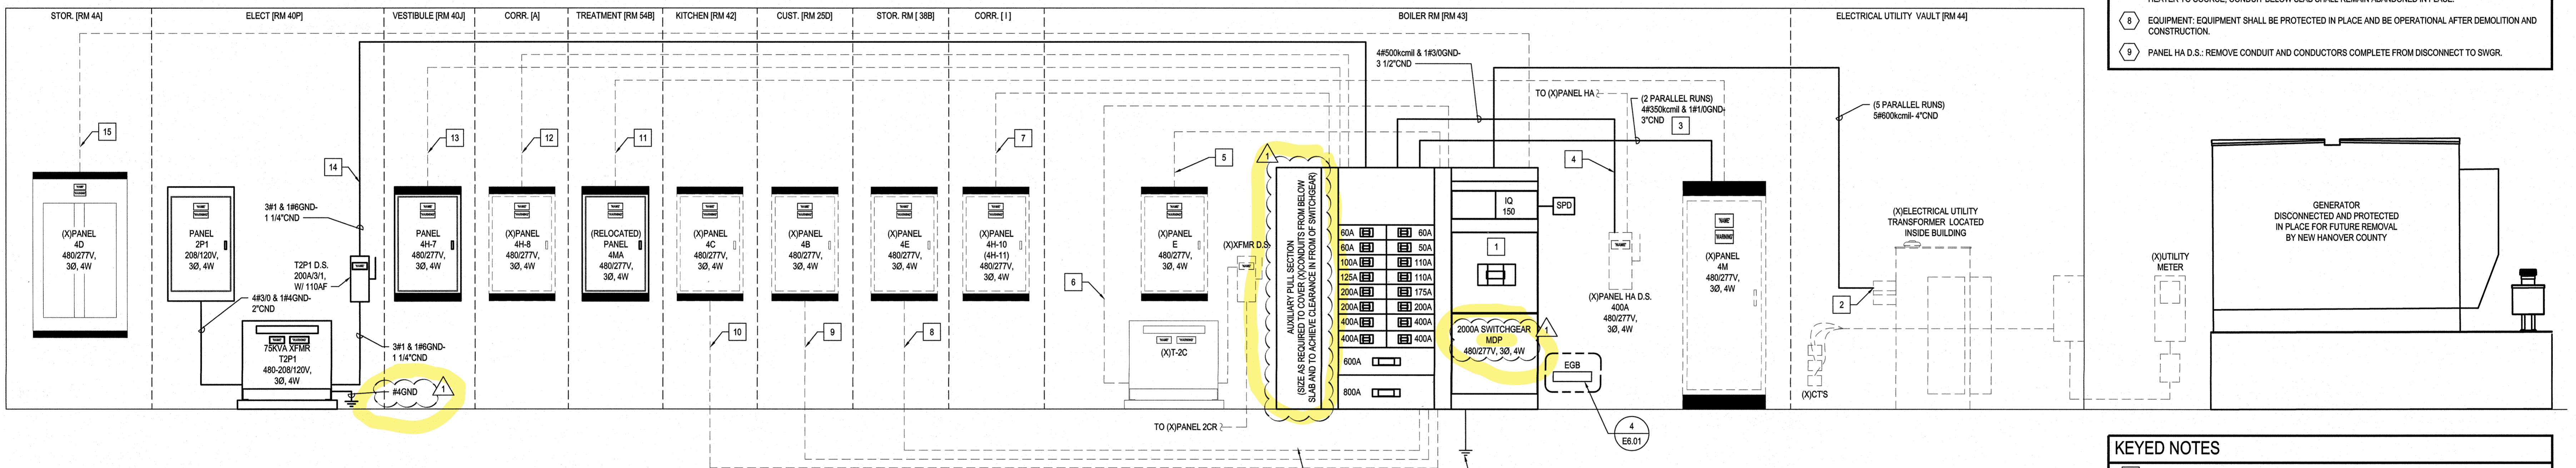 STOR. [RM 4A]
ELECT [RM 40P]
VESTIBULE [RM 40J]
CORR. [A]
TREATMENT [RM 54B]
KITCHEN [RM 42]
CUST. [RM 25D]
STOR. RM [ 38B]
CORR. [ I ]
BOILER RM [RM 43]
ELECTRICAL UTILITY VAULT [RM 44]
HEATER TO SOURCE, CONDUIT BELOW SLAB SHALL REMAIN ABANDONED IN PLACE.
8 EQUIPMENT: EQUIPMENT SHALL BE PROTECTED IN PLACE AND BE OPERATIONAL AFTER DEMOLITION AND
CONSTRUCTION.
9 PANEL HA D.S.: REMOVE CONDUIT AND CONDUCTORS COMPLETE FROM DISCONNECT TO SWGR.
15
(X)PANEL
4D
480/277V,
3Ø, 4W
PANEL
2P1
208/120V,
3Ø, 4W
14
3#1 & 1#6GND-
1 1/4"CND
T2P1 D.S.
200A/3/1,
W/ 110AF
4#3/0 & 1#4GND-
2"CND
75KVA XFMR
T2P1
480-208/120V,
3Ø, 4W
3#1 & 1#6GND-
1 1/4"CND
#4GND
1
13
PANEL
4H-7
480/277V,
3Ø, 4W
12
(X)PANEL
4H-8
480/277V,
3Ø, 4W
11
(RELOCATED)
PANEL
4MA
480/277V,
3Ø, 4W
(X)PANEL
4C
480/277V,
3Ø, 4W
10
(X)PANEL
4B
480/277V,
3Ø, 4W
9
(X)PANEL
4E
480/277V,
3Ø, 4W
8
7
(X)PANEL
4H-10
(4H-11)
480/277V,
3Ø, 4W
6
5
(X)PANEL
E
480/277V,
3Ø, 4W
(X)XFMR D.S.
(X)T-2C
TO (X)PANEL 2CR
1
AUXILIARY PULL SECTION
(SIZE AS REQUIRED TO COVER (X)CONDUITS FROM BELOW
SLAB AND TO ACHIEVE CLEARANCE IN FROM OF SWITCHGEAR)
60A 60A
60A 50A
100A 110A
125A 110A
200A 175A
200A 200A
400A 400A
400A 400A
600A
800A
IQ
150
SPD
1
2000A SWITCHGEAR
MDP
480/277V, 3Ø, 4W
1
EGB
4
E6.01
4#500kcmil & 1#3/0GND-
3 1/2"CND
TO (X)PANEL HA
(2 PARALLEL RUNS)
4#350kcmil & 1#1/0GND-
3"CND
3
4
(X)PANEL HA D.S.
400A
480/277V,
3Ø, 4W
(X)PANEL
4M
480/277V,
3Ø, 4W
(5 PARALLEL RUNS)
5#600kcmil- 4"CND
2
(X)ELECTRICAL UTILITY
TRANSFORMER LOCATED
INSIDE BUILDING
(X)CT'S
(X)UTILITY
METER
GENERATOR
DISCONNECTED AND PROTECTED
IN PLACE FOR FUTURE REMOVAL
BY NEW HANOVER COUNTY
KEYED NOTES